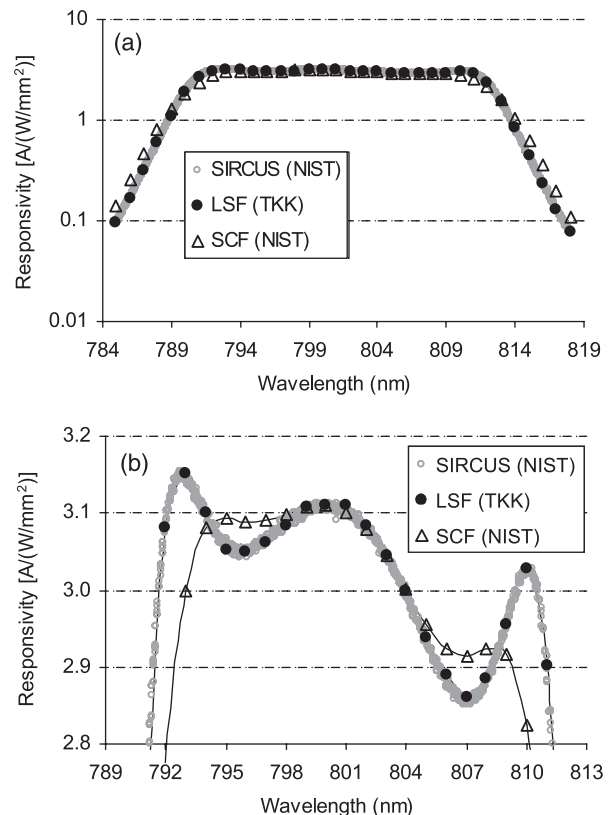 (a)
10
1
0.1
0.01
Responsivity [A/(W/mm²)]
SIRCUS (NIST)
LSF (TKK)
SCF (NIST)
784 789 794 799 804 809 814 819
Wavelength (nm)
(b)
3.2
3.1
3.0
2.9
2.8
Responsivity [A/(W/mm²)]
SIRCUS (NIST)
LSF (TKK)
SCF (NIST)
789 792 795 798 801 804 807 810 813
Wavelength (nm)